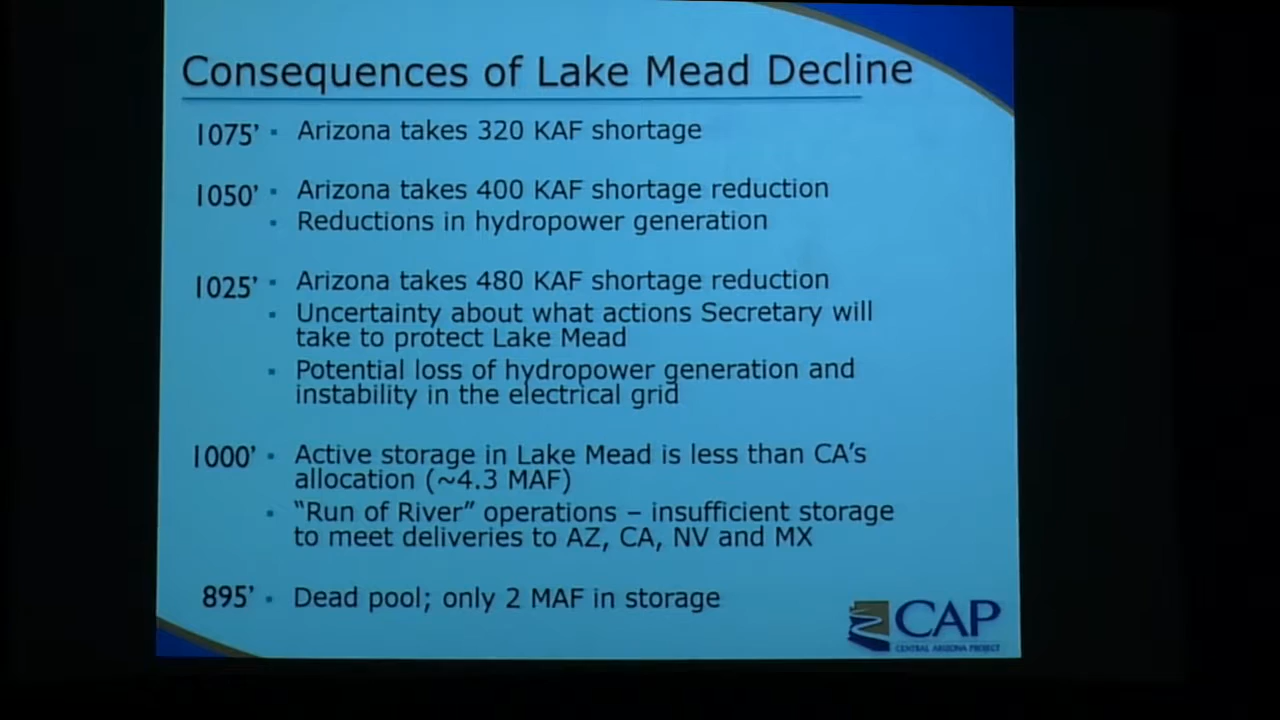 Consequences of Lake Mead Decline
1075’ ▪ Arizona takes 320 KAF shortage
1050’ ▪ Arizona takes 400 KAF shortage reduction
▪ Reductions in hydropower generation
1025’ ▪ Arizona takes 480 KAF shortage reduction
▪ Uncertainty about what actions Secretary will
take to protect Lake Mead
▪ Potential loss of hydropower generation and
instability in the electrical grid
1000’ ▪ Active storage in Lake Mead is less than CA’s
allocation (~4.3 MAF)
▪ “Run of River” operations – insufficient storage
to meet deliveries to AZ, CA, NV and MX
895’ ▪ Dead pool; only 2 MAF in storage
CAP
CENTRAL ARIZONA PROJECT